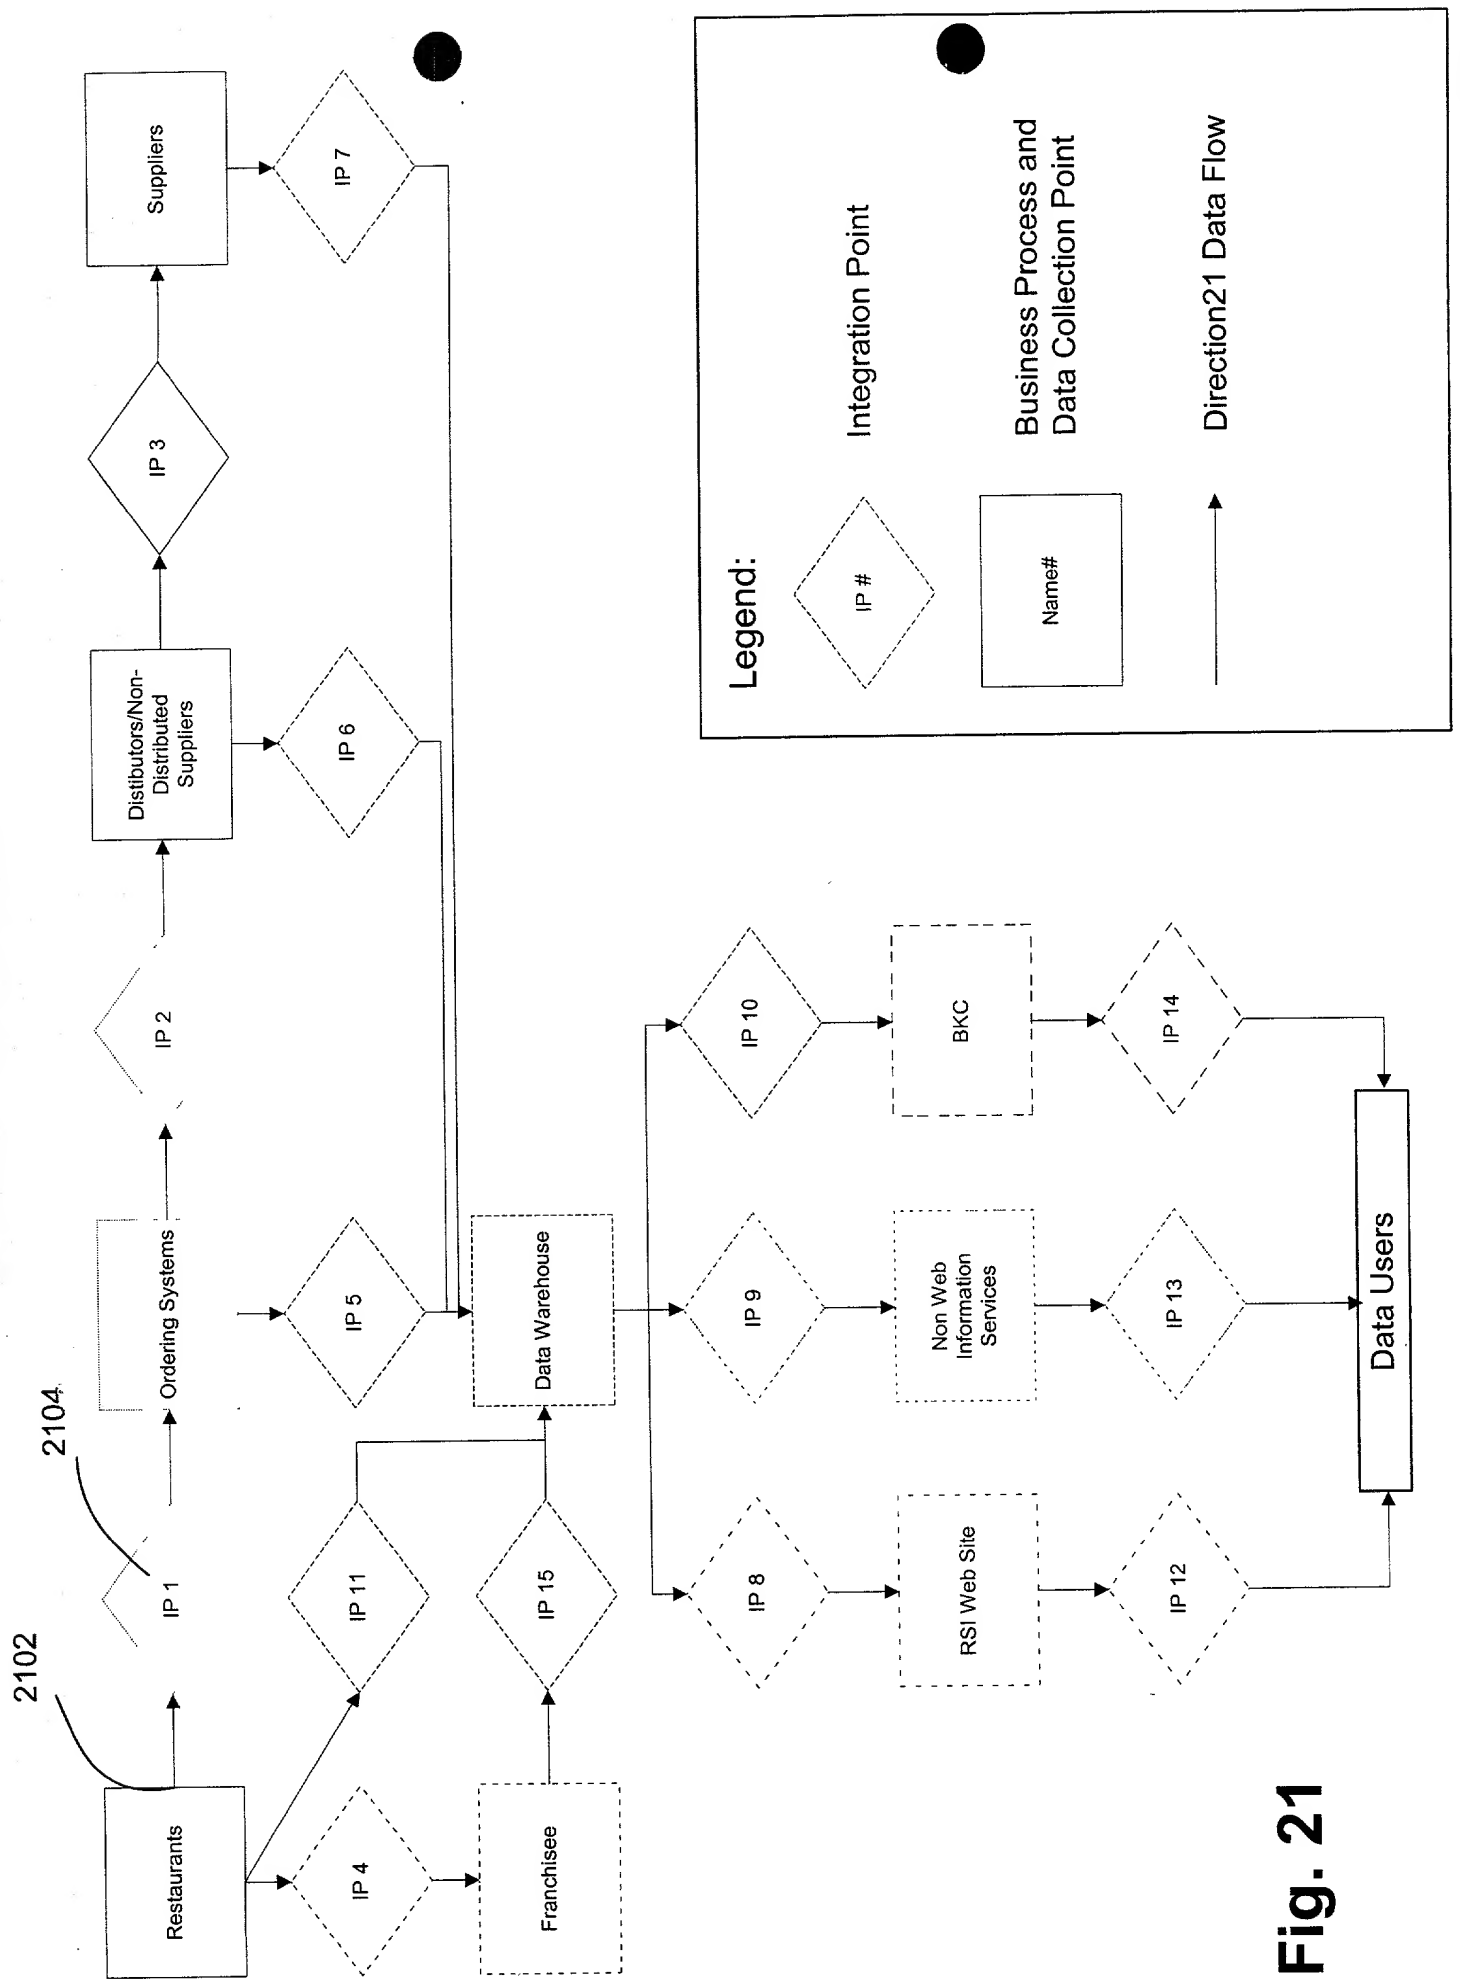 2102
2104
Restaurants
IP 1
Ordering Systems
IP 2
Distibutors/Non-
Distributed
Suppliers
IP 3
Suppliers
IP 4
IP 11
IP 5
IP 6
IP 7
Franchisee
IP 15
Data Warehouse
IP 8
IP 9
IP 10
RSI Web Site
Non Web
Information
Services
BKC
IP 12
IP 13
IP 14
Data Users
Legend:
IP #
Integration Point
Name#
Business Process and
Data Collection Point
Direction21 Data Flow
Fig. 21